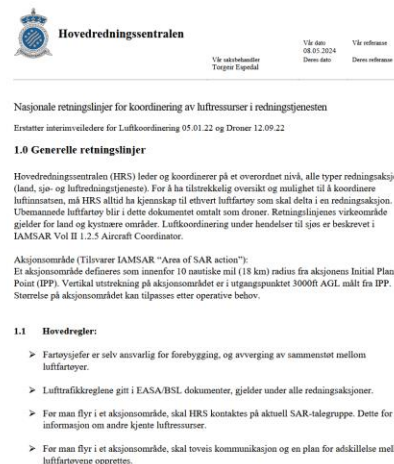 Hovedredningssentralen
Vår dato
08.05.2024
Vår referanse
Vår saksbehandler
Torgeir Espedal
Deres dato
Deres referanse
Nasjonale retningslinjer for koordinering av luftressurser i redningstjenesten
Erstatter interimveiledere for Luftkoordinering 05.01.22 og Droner 12.09.22
1.0 Generelle retningslinjer
Hovedredningssentralen (HRS) leder og koordinerer på et overordnet nivå, alle typer redningsaksj
(land, sjø- og luftredningstjeneste). For å ha tilstrekkelig oversikt og mulighet til å koordinere
luftinnsatsen, må HRS alltid ha kjennskap til ethvert luftfartøy som skal delta i en redningsaksjon.
Ubemannede luftfartøy blir i dette dokumentet omtalt som droner. Retningslinjenes virkeområde
gjelder for land og kystnære områder. Luftkoordinering under hendelser til sjøs er beskrevet i
IAMSAR Vol II 1.2.5 Aircraft Coordinator.
Aksjonsområde (Tilsvarer IAMSAR “Area of SAR action”):
Et aksjonsområde defineres som innenfor 10 nautiske mil (18 km) radius fra aksjonens Initial Plan
Point (IPP). Vertikal utstrekning på aksjonsområdet er i utgangspunktet 3000ft AGL målt fra IPP.
Størrelse på aksjonsområdet kan tilpasses etter operative behov.
1.1 Hovedregler:
➢ Fartøysjefer er selv ansvarlig for forebygging, og avverging av sammenstøt mellom
luftfartøyer.
➢ Lufttrafikkreglene gitt i EASA/BSL dokumenter, gjelder under alle redningsaksjoner.
➢ Før man flyr i et aksjonsområde, skal HRS kontaktes på aktuell SAR-talegruppe. Dette for
informasjon om andre kjente luftressurser.
➢ Før man flyr i et aksjonsområde, skal toveis kommunikasjon og en plan for adskillelse mel
luftfartøyene opprettes.